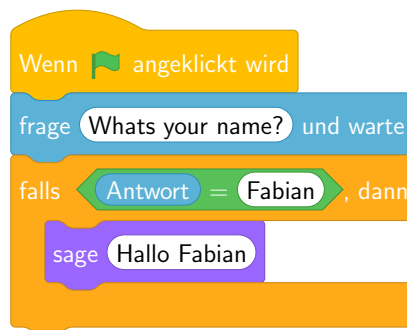 Wenn angeklickt wird
frage Whats your name? und warte
falls Antwort = Fabian , dann
sage Hallo Fabian